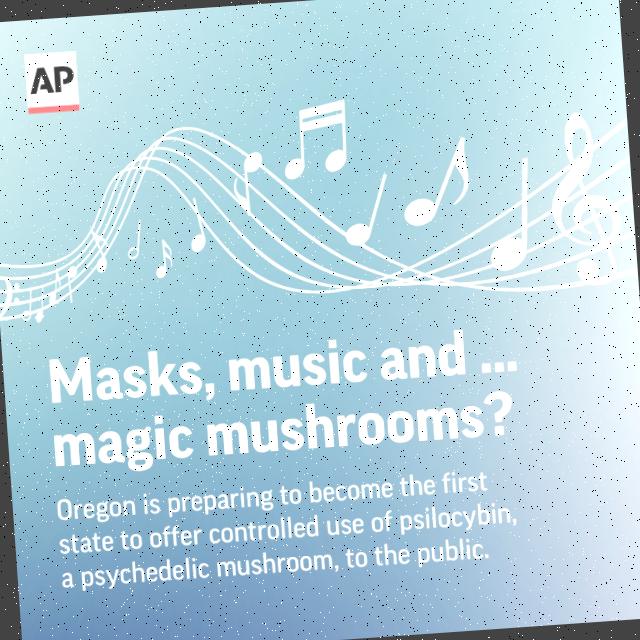 AP
Masks, music and ...
magic mushrooms?
Oregon is preparing to become the first
state to offer controlled use of psilocybin,
a psychedelic mushroom, to the public.